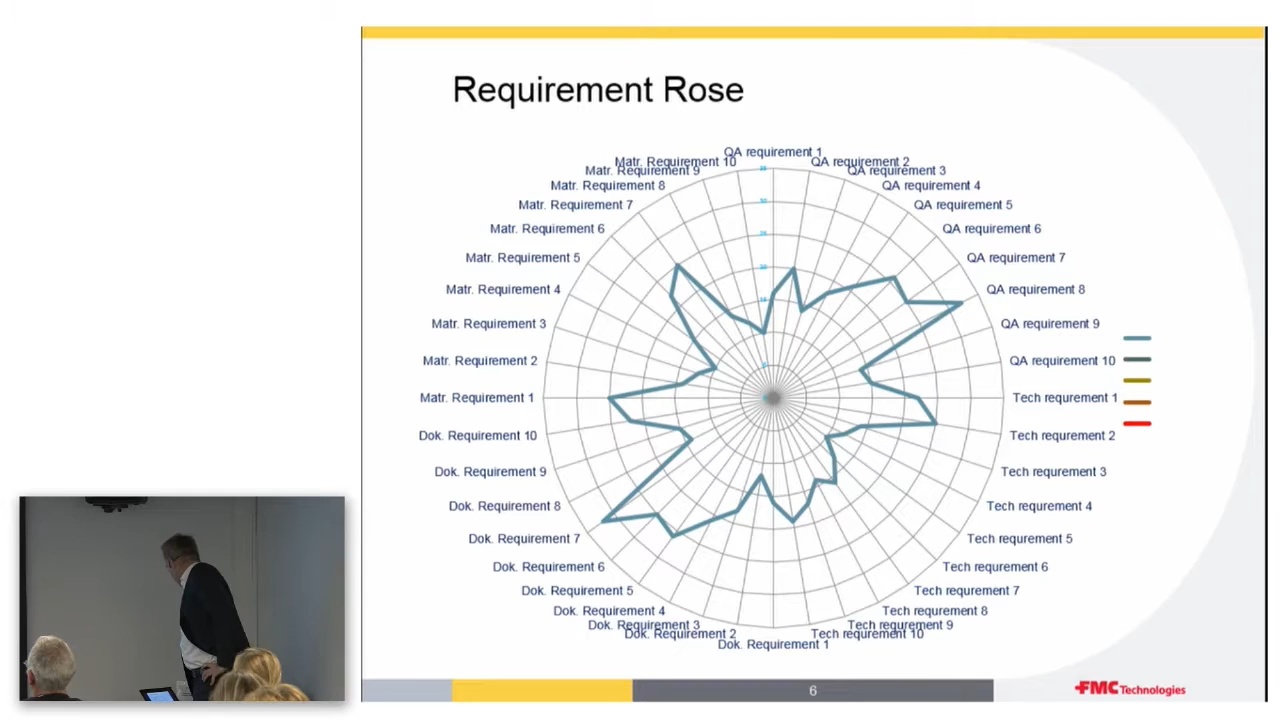 Requirement Rose
QA requirement 1
QA requirement 2
QA requirement 3
QA requirement 4
QA requirement 5
QA requirement 6
QA requirement 7
QA requirement 8
QA requirement 9
QA requirement 10
Tech requrement 1
Tech requrement 2
Tech requrement 3
Tech requrement 4
Tech requrement 5
Tech requrement 6
Tech requrement 7
Tech requrement 8
Tech requrement 9
Tech requrement 10
Dok. Requirement 1
Dok. Requirement 2
Dok. Requirement 3
Dok. Requirement 4
Dok. Requirement 5
Dok. Requirement 6
Dok. Requirement 7
Dok. Requirement 8
Dok. Requirement 9
Dok. Requirement 10
Matr. Requirement 1
Matr. Requirement 2
Matr. Requirement 3
Matr. Requirement 4
Matr. Requirement 5
Matr. Requirement 6
Matr. Requirement 7
Matr. Requirement 8
Matr. Requirement 9
Matr. Requirement 10
6
FMC Technologies